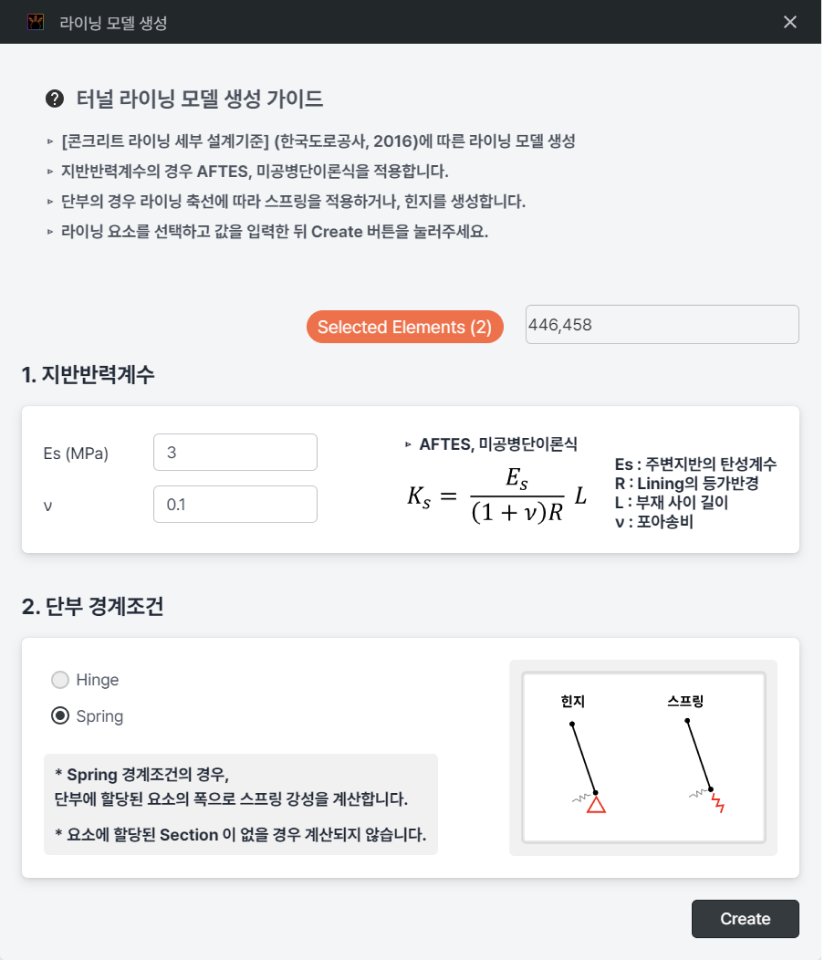 라이닝 모델 생성
터널 라이닝 모델 생성 가이드
[콘크리트 라이닝 세부 설계기준] (한국도로공사, 2016)에 따른 라이닝 모델 생성
지반반력계수의 경우 AFTES, 미공병단이론식을 적용합니다.
단부의 경우 라이닝 축선에 따라 스프링을 적용하거나, 힌지를 생성합니다.
라이닝 요소를 선택하고 값을 입력한 뒤 Create 버튼을 눌러주세요.
Selected Elements (2)
446,458
1. 지반반력계수
Es (MPa)
3
ν
0.1
AFTES, 미공병단이론식
K_s = E_s / (1 + ν)R L
Es : 주변지반의 탄성계수
R : Lining의 등가반경
L : 부재 사이 길이
ν : 포아송비
2. 단부 경계조건
Hinge
Spring
* Spring 경계조건의 경우,
단부에 할당된 요소의 폭으로 스프링 강성을 계산합니다.
* 요소에 할당된 Section 이 없을 경우 계산되지 않습니다.
힌지
스프링
Create